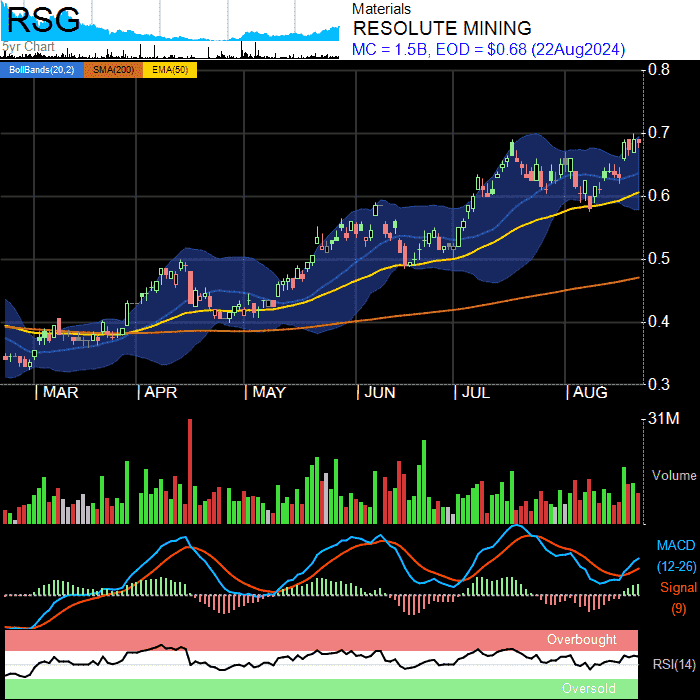 RSG
5yr Chart
Materials
RESOLUTE MINING
MC = 1.5B, EOD = $0.68 (22Aug2024)
BollBands(20,2) SMA(200) EMA(50)
0.8
0.7
0.6
0.5
0.4
0.3
MAR APR MAY JUN JUL AUG
31M
Volume
MACD
(12-26)
Signal
(9)
Overbought
RSI(14)
Oversold